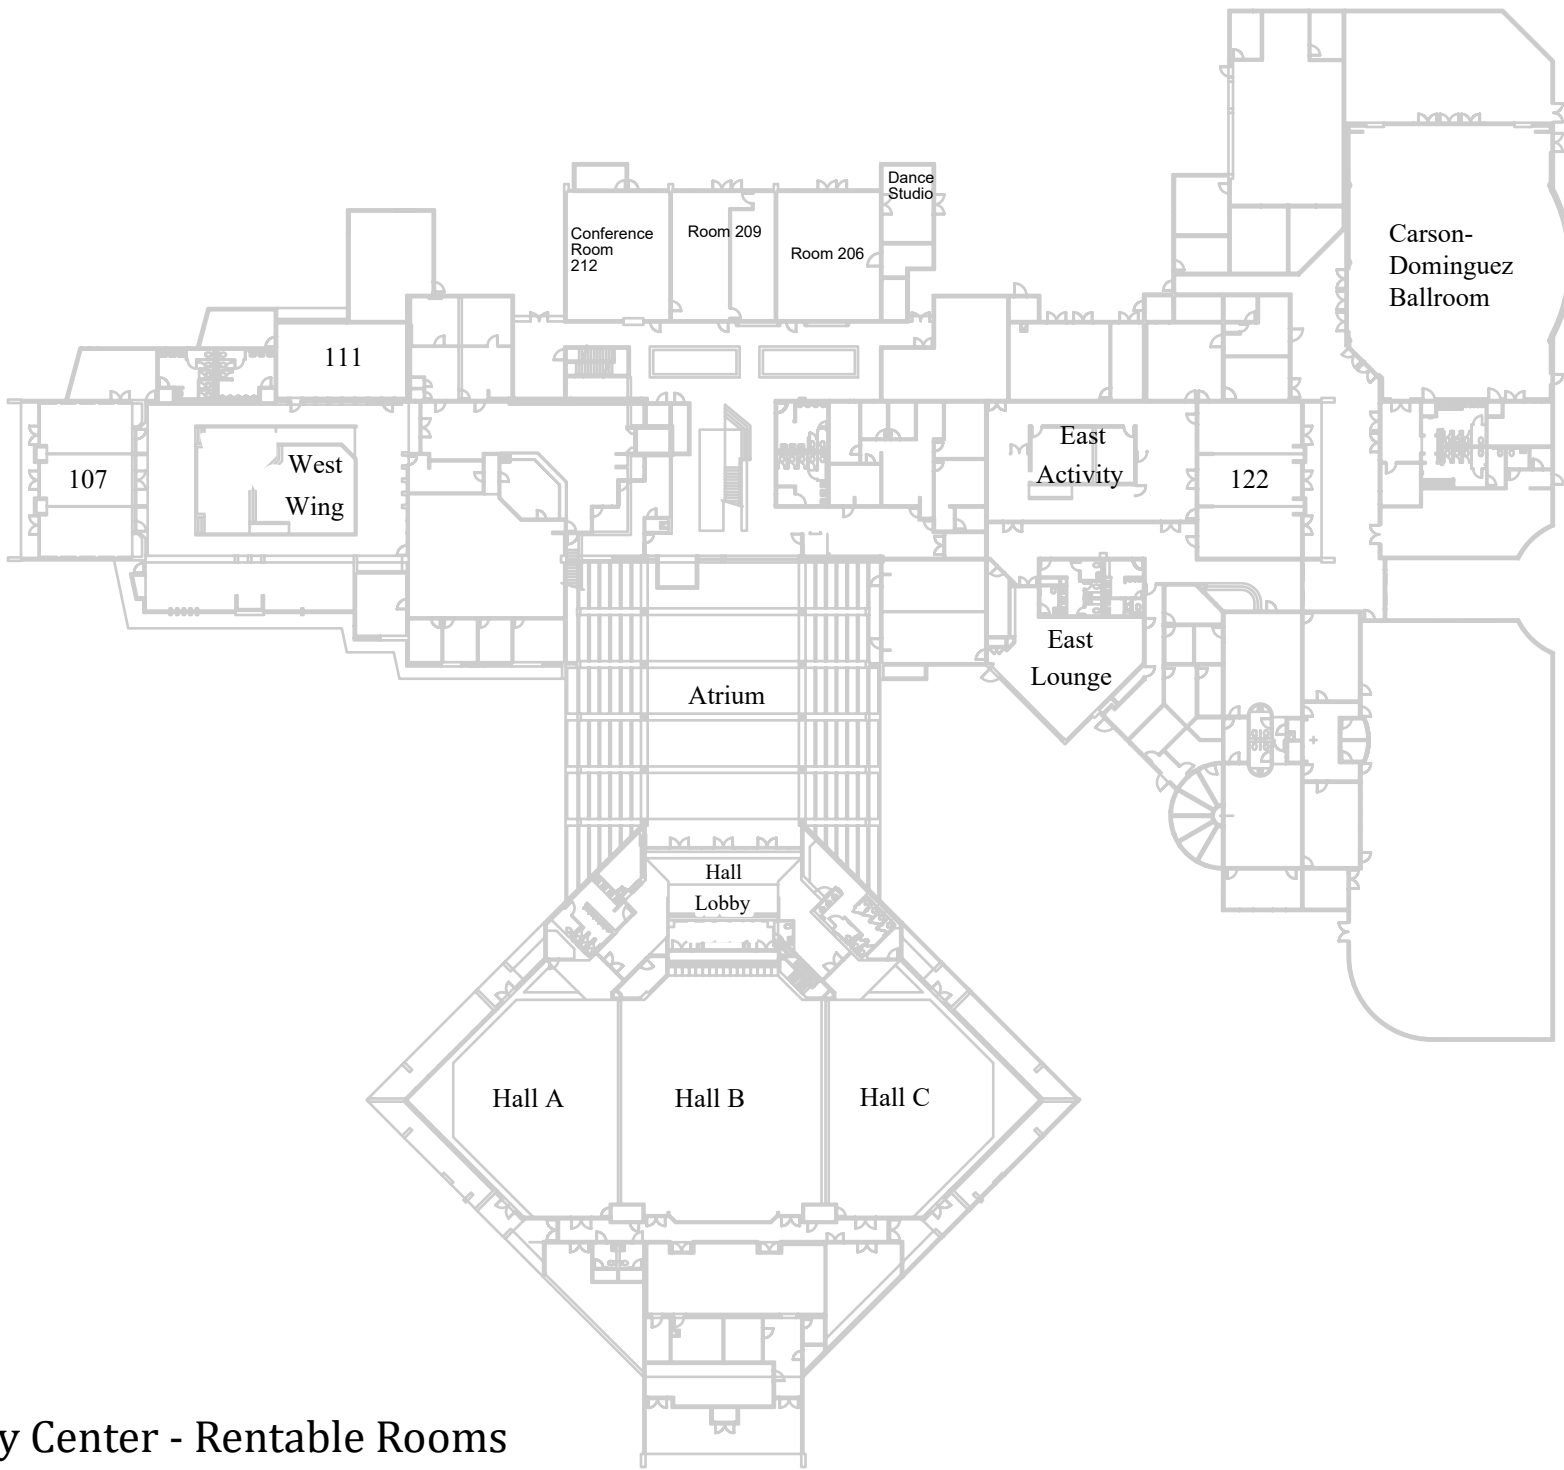 Dance
Studio
Conference
Room
212
Room 209
Room 206
Carson-
Dominguez
Ballroom
111
107
West
Wing
East
Activity
122
East
Lounge
Atrium
Hall
Lobby
Hall A
Hall B
Hall C
y Center - Rentable Rooms